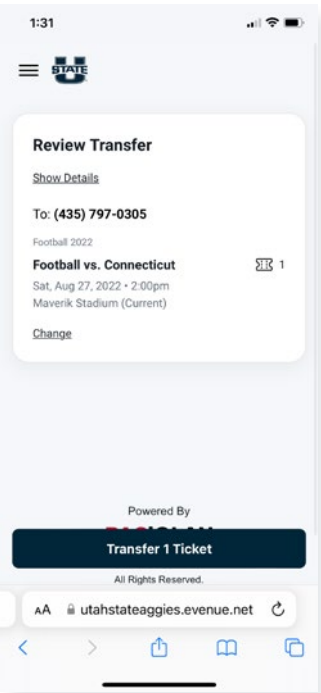 1:31
STATE
Review Transfer
Show Details
To: (435) 797-0305
Football 2022
Football vs. Connecticut
1
Sat, Aug 27, 2022 • 2:00pm
Maverik Stadium (Current)
Change
Powered By
Transfer 1 Ticket
All Rights Reserved.
AA utahstateaggies.evenue.net